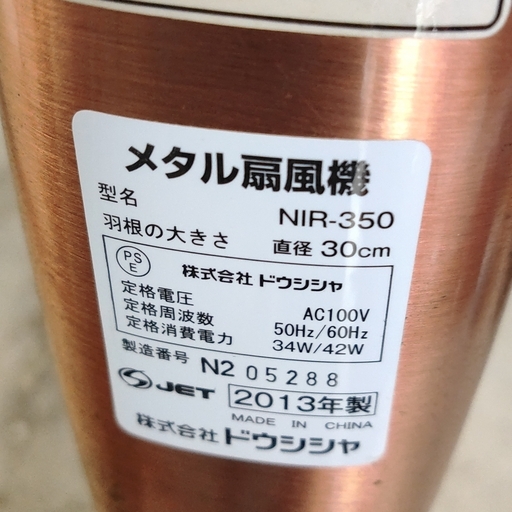 メタル扇風機
型名 NIR-350
羽根の大きさ 直径 30cm
PS E 株式会社 ドウシシャ
定格電圧 AC100V
定格周波数 50Hz/60Hz
定格消費電力 34W/42W
製造番号 N205288
S JET 2013年製
MADE IN CHINA
株式会社 ドウシシャ